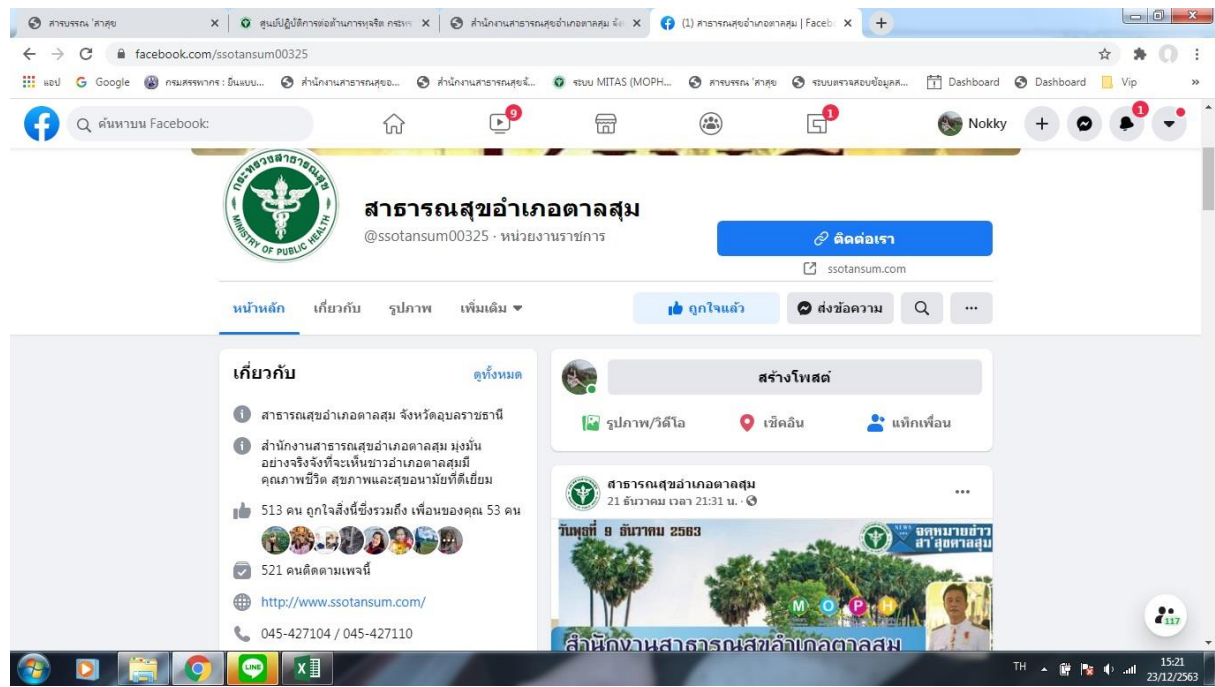 สารบรรณ 'สาสุข
ศูนย์ปฏิบัติการต่อต้านการทุจริต กระทร
สำนักงานสาธารณสุขอำเภอตาลสุม จัง
(1) สาธารณสุขอำเภอตาลสุม | Faceb
facebook.com/ssotansum00325
แอป
Google
กรมสรรพากร : ยื่นแบบ...
สำนักงานสาธารณสุขอ...
สำนักงานสาธารณสุขจั...
ระบบ MITAS (MOPH...
สารบรรณ 'สาสุข
ระบบตรวจสอบข้อมูลส...
Dashboard
Dashboard
Vip
»
ค้นหาบน Facebook:
9
1
Nokky
1
กระทรวงสาธารณสุข
MINISTRY OF PUBLIC HEALTH
สาธารณสุขอำเภอตาลสุม
@ssotansum00325 · หน่วยงานราชการ
ติดต่อเรา
ssotansum.com
หน้าหลัก
เกี่ยวกับ
รูปภาพ
เพิ่มเติม
ถูกใจแล้ว
ส่งข้อความ
เกี่ยวกับ
ดูทั้งหมด
สาธารณสุขอำเภอตาลสุม จังหวัดอุบลราชธานี
สำนักงานสาธารณสุขอำเภอตาลสุม มุ่งมั่น
อย่างจริงจังที่จะเห็นชาวอำเภอตาลสุมมี
คุณภาพชีวิต สุขภาพและสุขอนามัยที่ดีเยี่ยม
513 คน ถูกใจสิ่งนี้ซึ่งรวมถึง เพื่อนของคุณ 53 คน
521 คนติดตามเพจนี้
http://www.ssotansum.com/
045-427104 / 045-427110
สร้างโพสต์
รูปภาพ/วิดีโอ
เช็คอิน
แท็กเพื่อน
สาธารณสุขอำเภอตาลสุม
21 ธันวาคม เวลา 21:31 น. ·
วันพุธที่ 9 ธันวาคม 2563
NEWS
จดหมายข่าว
สา'สุขตาลสุม
MOPH
สำนักงานสาธารณสุขอำเภอตาลสุม
117
LINE
TH
15:21
23/12/2563